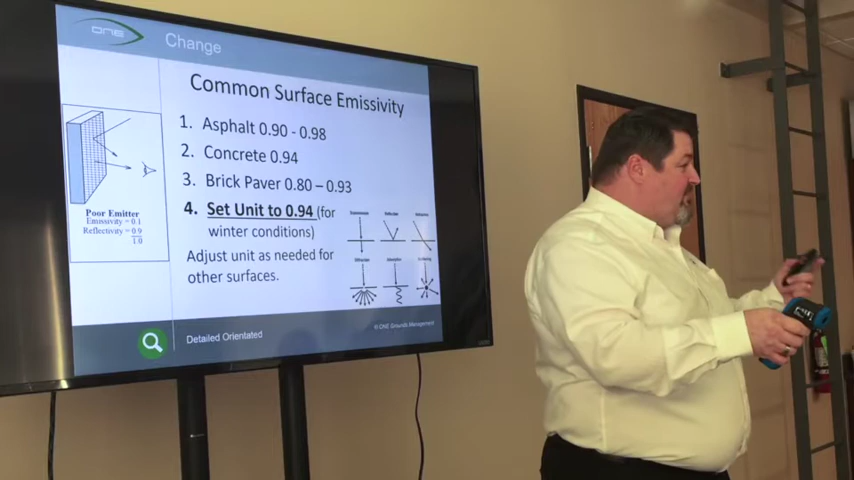 ONE
Change
Common Surface Emissivity
1. Asphalt 0.90 - 0.98
2. Concrete 0.94
3. Brick Paver 0.80 – 0.93
4. Set Unit to 0.94 (for
winter conditions)
Adjust unit as needed for
other surfaces.
Poor Emitter
Emissivity = 0.1
Reflectivity = 0.9
1.0
Detailed Orientated
© ONE Grounds Management